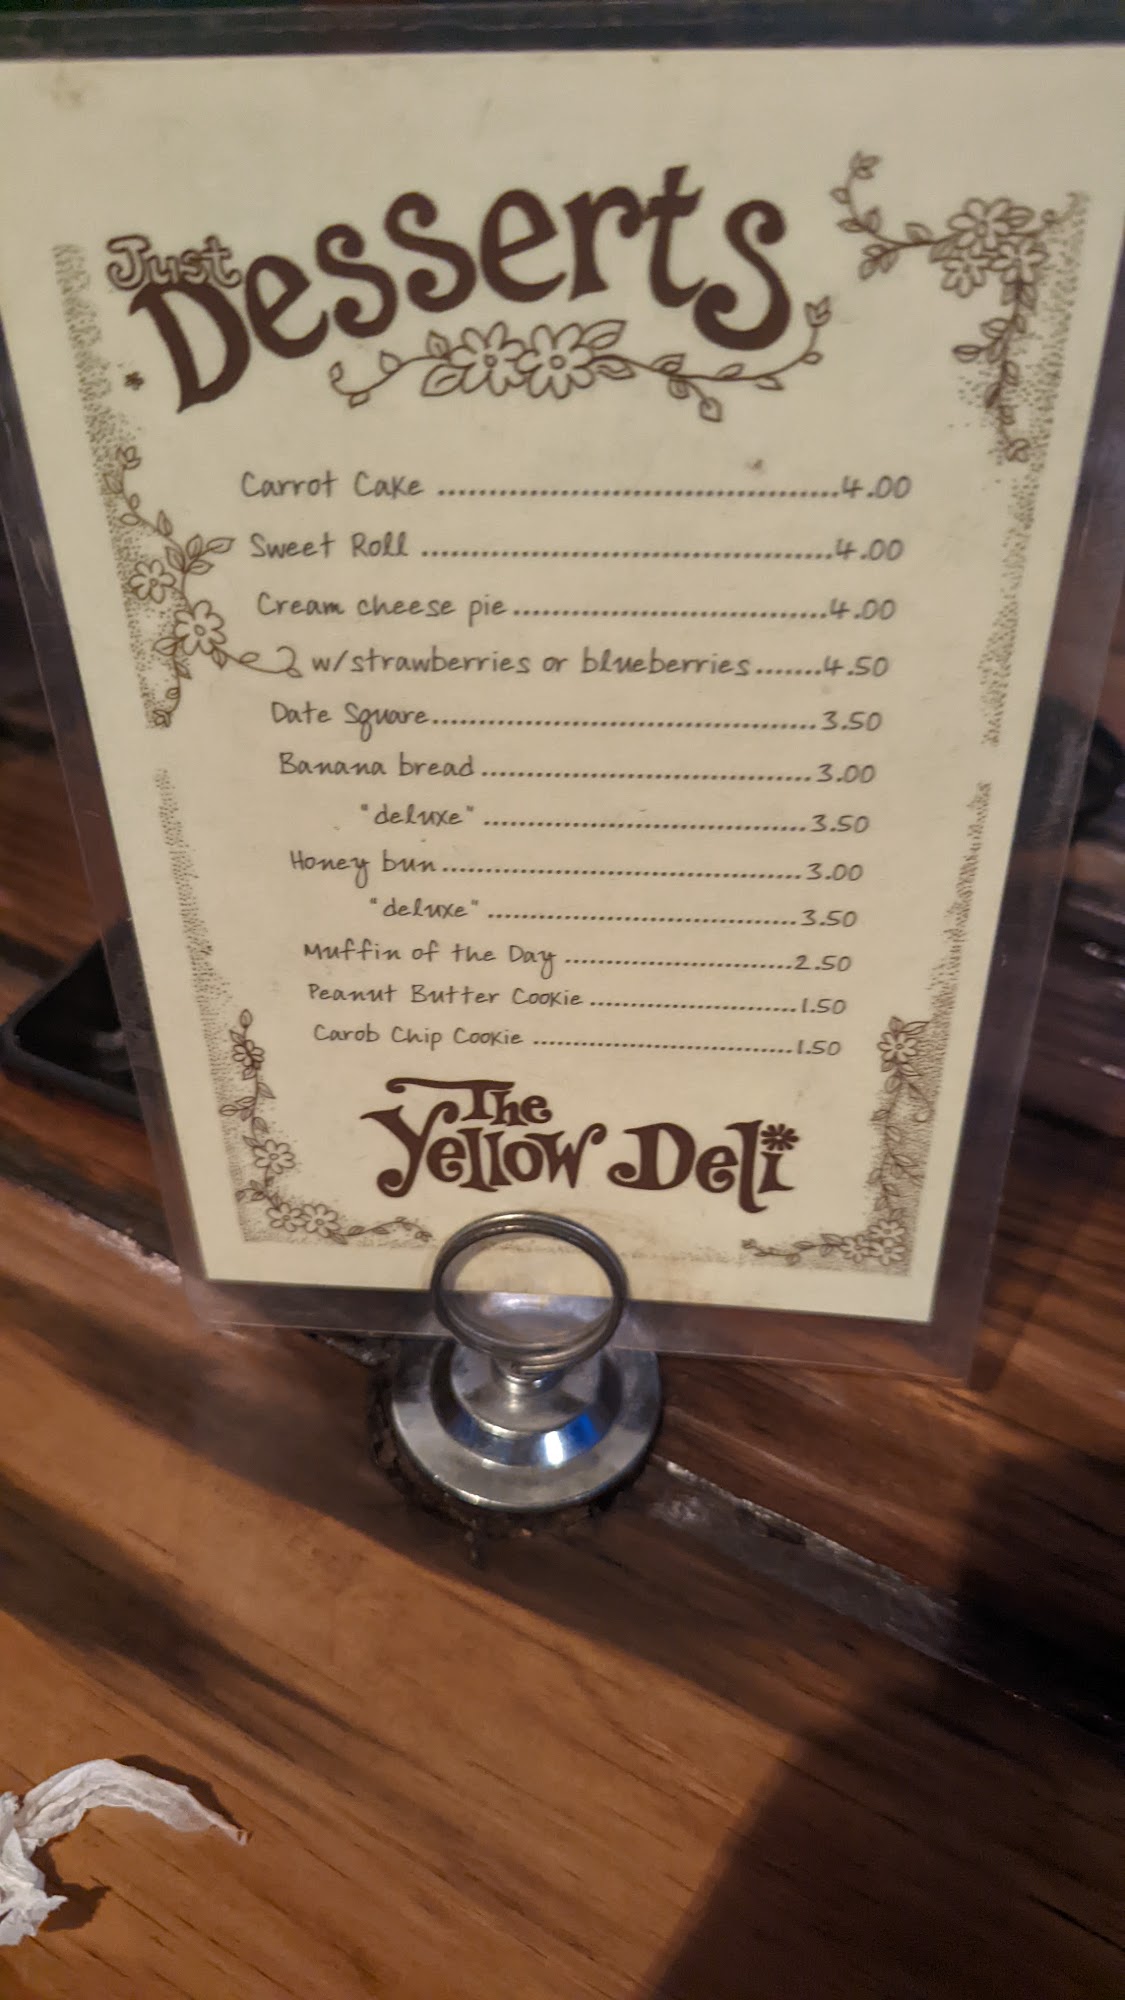 Just
Desserts
Carrot Cake ........................................4.00
Sweet Roll .........................................4.00
Cream cheese pie................................4.00
w/strawberries or blueberries.......4.50
Date Square.......................................3.50
Banana bread.................................3.00
"deluxe" ................................3.50
Honey bun....................................3.00
"deluxe" ...............................3.50
Muffin of the Day .......................2.50
Peanut Butter Cookie .....................1.50
Carob Chip Cookie ..........................1.50
The
Yellow Deli